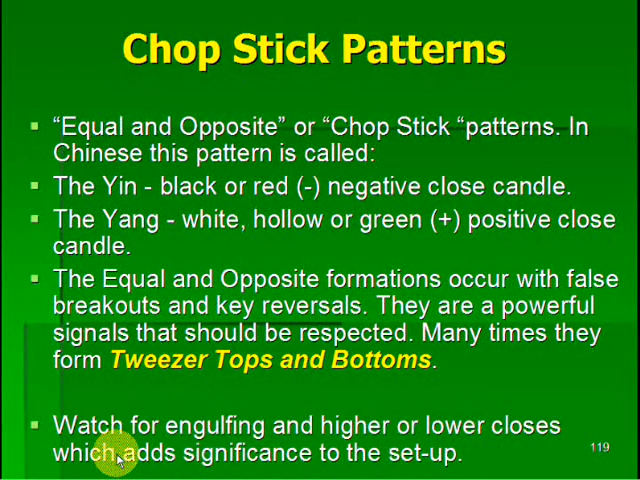 Chop Stick Patterns
▪ “Equal and Opposite” or “Chop Stick “patterns. In
Chinese this pattern is called:
▪ The Yin - black or red (-) negative close candle.
▪ The Yang - white, hollow or green (+) positive close
candle.
▪ The Equal and Opposite formations occur with false
breakouts and key reversals. They are a powerful
signals that should be respected. Many times they
form Tweezer Tops and Bottoms.
▪ Watch for engulfing and higher or lower closes
which adds significance to the set-up.
119